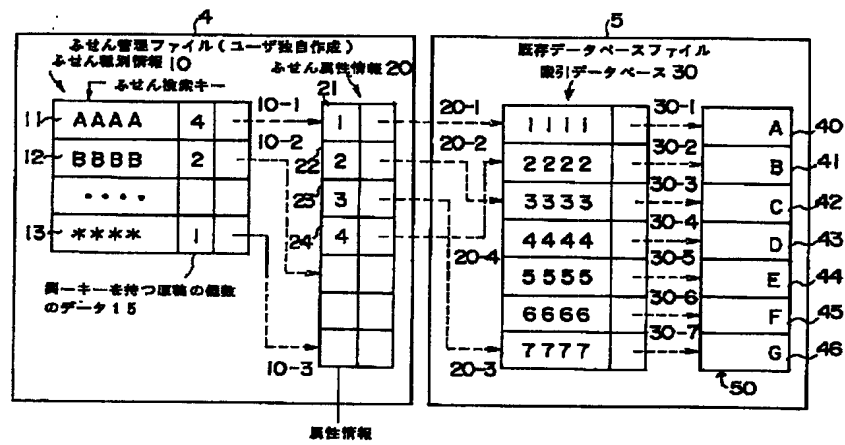 4
5
ふせん管理ファイル(ユーザ独自作成)
既存データベースファイル
ふせん種別情報 10
ふせん属性情報 20
索引データベース 30
ふせん検索キー
10-1
21
20-1
30-1
11 AAAA 4
1
1111
A 40
10-2
20-2
30-2
12 BBBB 2
22 2
2222
B 41
30-3
・・・・
23 3
3333
C 42
30-4
13 **** 1
24 4
20-4
4444
D 43
30-5
同一キーを持つ原稿の個数
のデータ 15
5555
E 44
30-6
6666
F 45
30-7
10-3
20-3
7777
G 46
50
属性情報